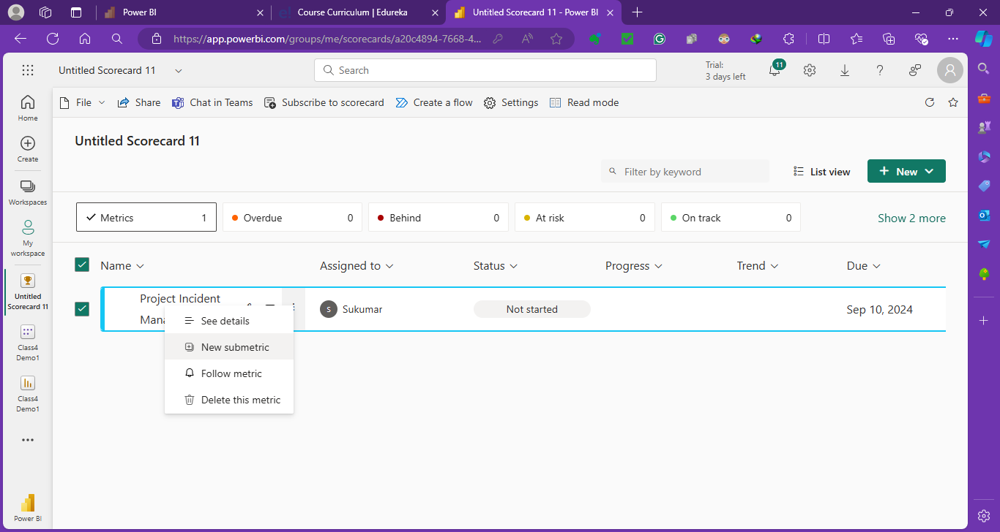 Power BI
Course Curriculum | Edureka
Untitled Scorecard 11 - Power BI
https://app.powerbi.com/groups/me/scorecards/a20c4894-7668-4...
Untitled Scorecard 11
Search
Trial:
3 days left
11
File
Share
Chat in Teams
Subscribe to scorecard
Create a flow
Settings
Read mode
Home
Create
Workspaces
My
workspace
Untitled
Scorecard 11
Class4
Demo1
Class4
Demo1
Power BI
Untitled Scorecard 11
Filter by keyword
List view
New
Metrics 1
Overdue 0
Behind 0
At risk 0
On track 0
Show 2 more
Name
Assigned to
Status
Progress
Trend
Due
Project Incident
S
Sukumar
Not started
Sep 10, 2024
See details
New submetric
Follow metric
Delete this metric